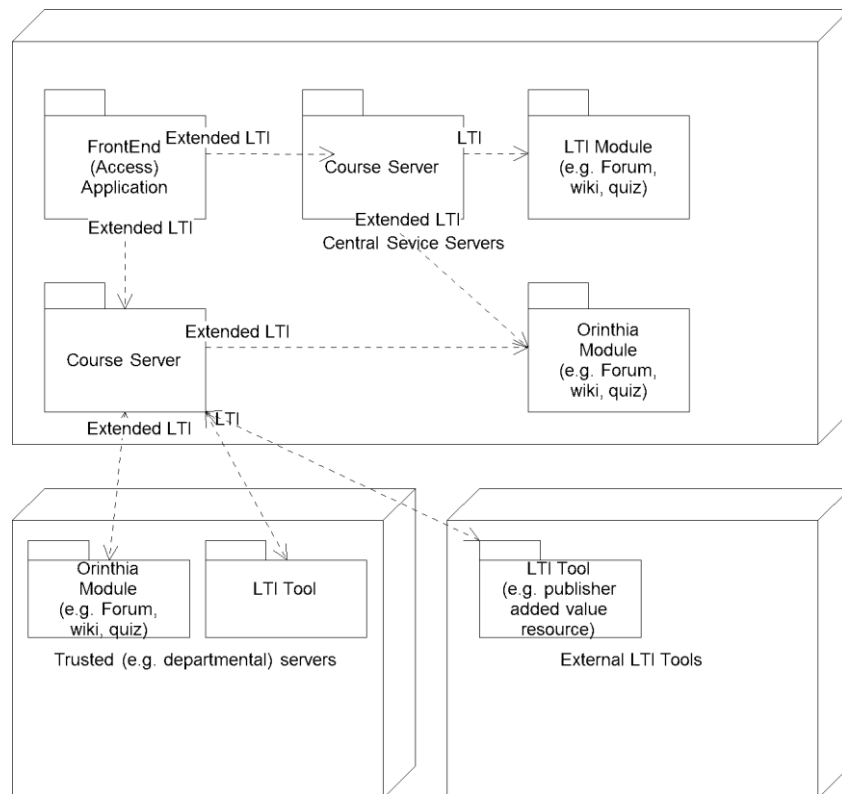 FrontEnd
(Access)
Application
Extended LTI
Course Server
LTI
LTI Module
(e.g. Forum,
wiki, quiz)
Extended LTI
Extended LTI
Central Sevice Servers
Course Server
Extended LTI
Orinthia
Module
(e.g. Forum,
wiki, quiz)
Extended LTI
LTI
Orinthia
Module
(e.g. Forum,
wiki, quiz)
LTI Tool
Trusted (e.g. departmental) servers
LTI Tool
(e.g. publisher
added value
resource)
External LTI Tools